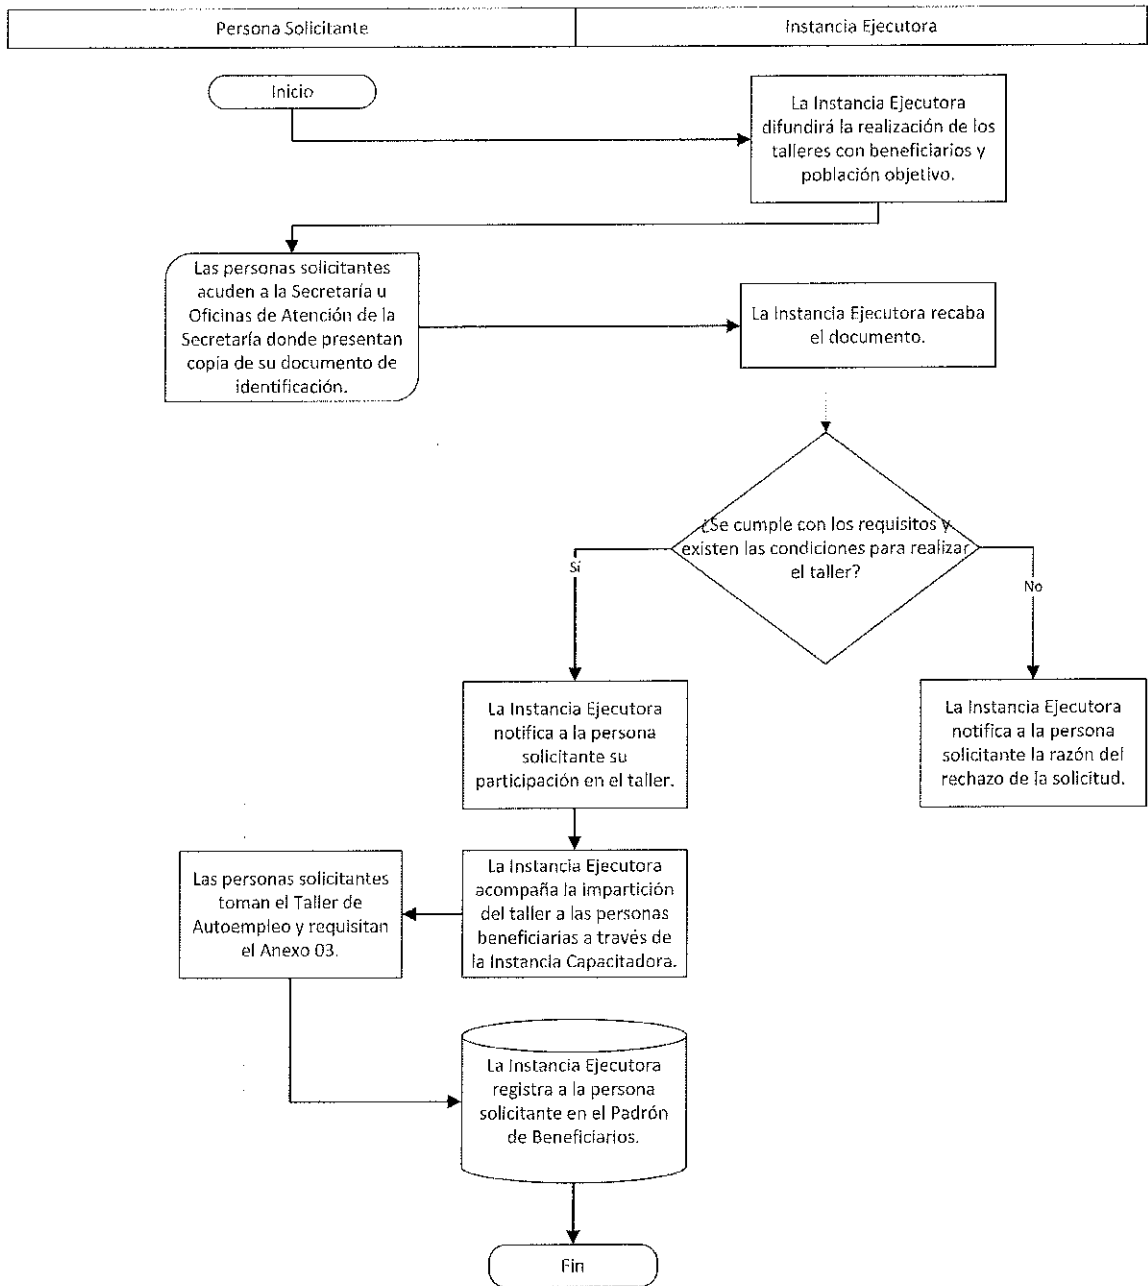 Persona Solicitante
Instancia Ejecutora
Inicio
La Instancia Ejecutora
difundirá la realización de los
talleres con beneficiarios y
población objetivo.
Las personas solicitantes
acuden a la Secretaría u
Oficinas de Atención de la
Secretaría donde presentan
copia de su documento de
identificación.
La Instancia Ejecutora recaba
el documento.
¿Se cumple con los requisitos y
existen las condiciones para realizar
el taller?
Sí
No
La Instancia Ejecutora
notifica a la persona
solicitante su
participación en el taller.
La Instancia Ejecutora
notifica a la persona
solicitante la razón del
rechazo de la solicitud.
Las personas solicitantes
toman el Taller de
Autoempleo y requisitan
el Anexo 03.
La Instancia Ejecutora
acompaña la impartición
del taller a las personas
beneficiarias a través de
la Instancia Capacitadora.
La Instancia Ejecutora
registra a la persona
solicitante en el Padrón
de Beneficiarios.
Fin